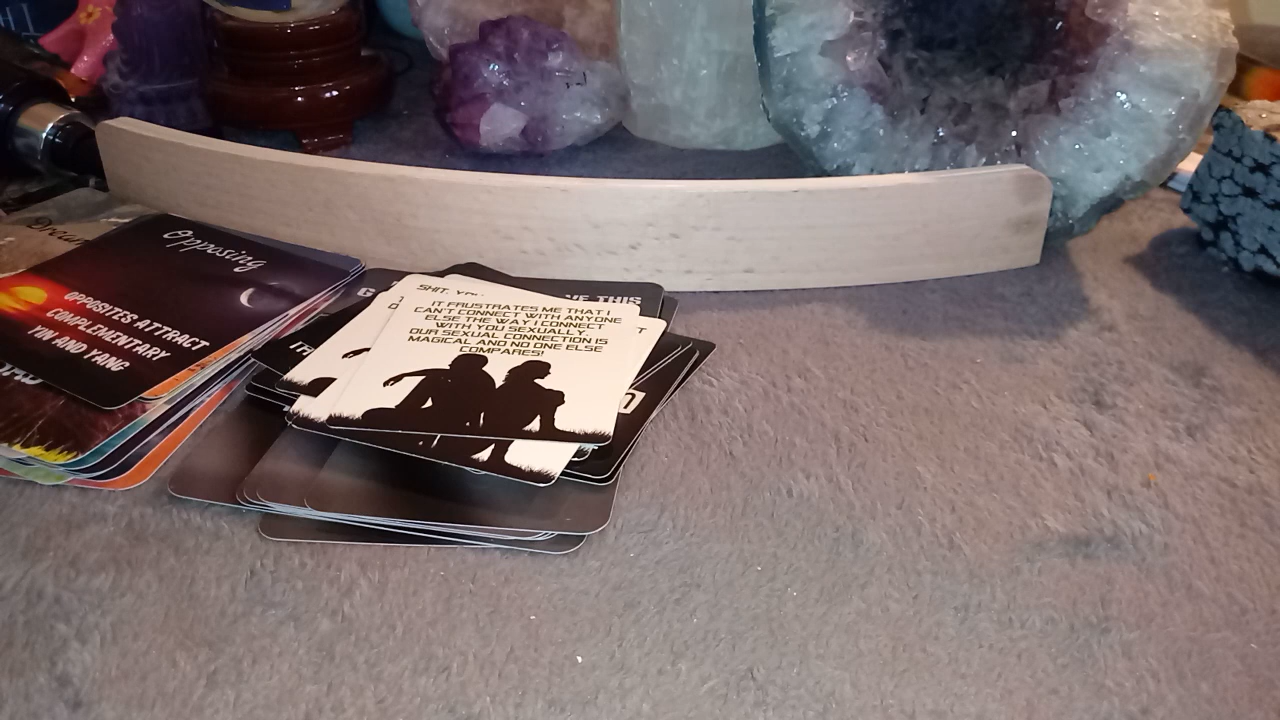 Opposing
OPPOSITES ATTRACT
COMPLEMENTARY
YIN AND YANG
THIS
SHIT.
IT FRUSTRATES ME THAT I
CAN'T CONNECT WITH ANYONE
ELSE THE WAY I CONNECT
WITH YOU SEXUALLY.
OUR SEXUAL CONNECTION IS
MAGICAL AND NO ONE ELSE
COMPARES!